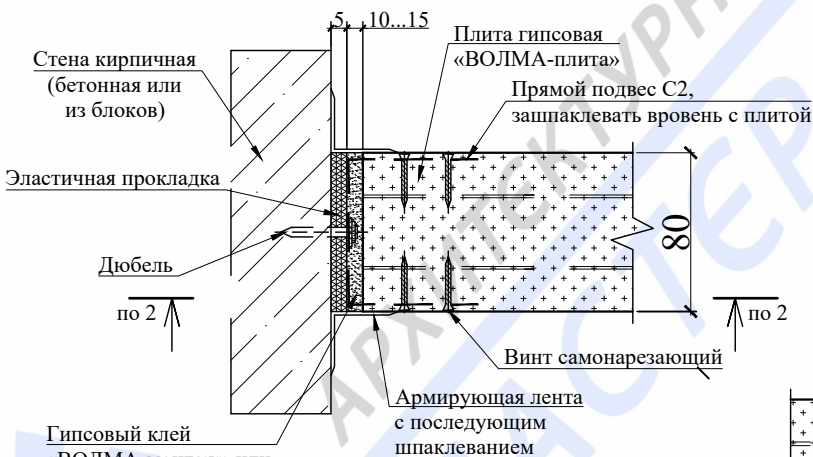 5 10...15
Стена кирпичная
(бетонная или
из блоков)
Плита гипсовая
«ВОЛМА-плита»
Прямой подвес С2,
зашпаклевать вровень с плитой
Эластичная прокладка
80
Дюбель
по 2
по 2
Винт самонарезающий
Армирующая лента
с последующим
шпаклеванием
Гипсовый клей